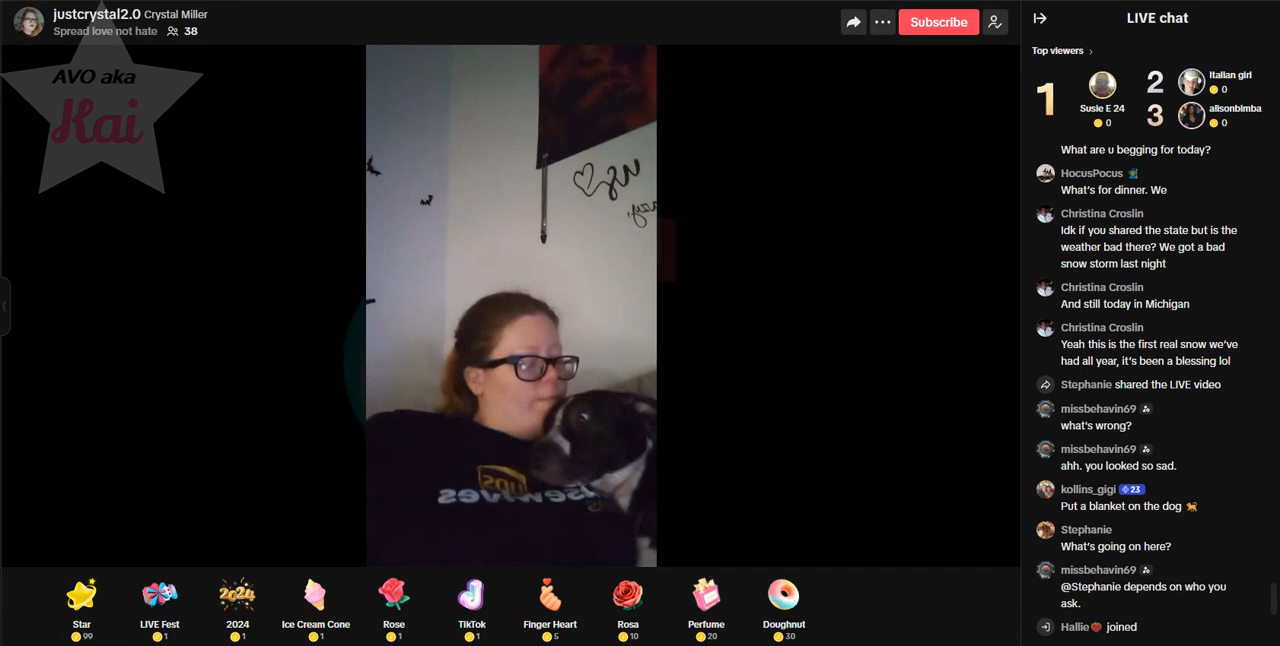 justcrystal2.0 Crystal Miller
Spread love not hate 38
Subscribe
LIVE chat
AVO aka
Kai
Top viewers
1
Susie E 24
0
2
Italian girl
0
3
alisonbimba
0
What are u begging for today?
HocusPocus
What's for dinner. We
Christina Croslin
Idk if you shared the state but is the
weather bad there? We got a bad
snow storm last night
Christina Croslin
And still today in Michigan
Christina Croslin
Yeah this is the first real snow we've
had all year, it's been a blessing lol
Stephanie shared the LIVE video
missbehavin69
what's wrong?
missbehavin69
ahh. you looked so sad.
kollins_gigi 23
Put a blanket on the dog 🐕
Stephanie
What's going on here?
missbehavin69
@Stephanie depends on who you
ask.
Hallie🍓 joined
us
azy,
ups
sewives
2024
Star
99
LIVE Fest
1
2024
1
Ice Cream Cone
1
Rose
1
TikTok
1
Finger Heart
5
Rosa
10
Perfume
20
Doughnut
30